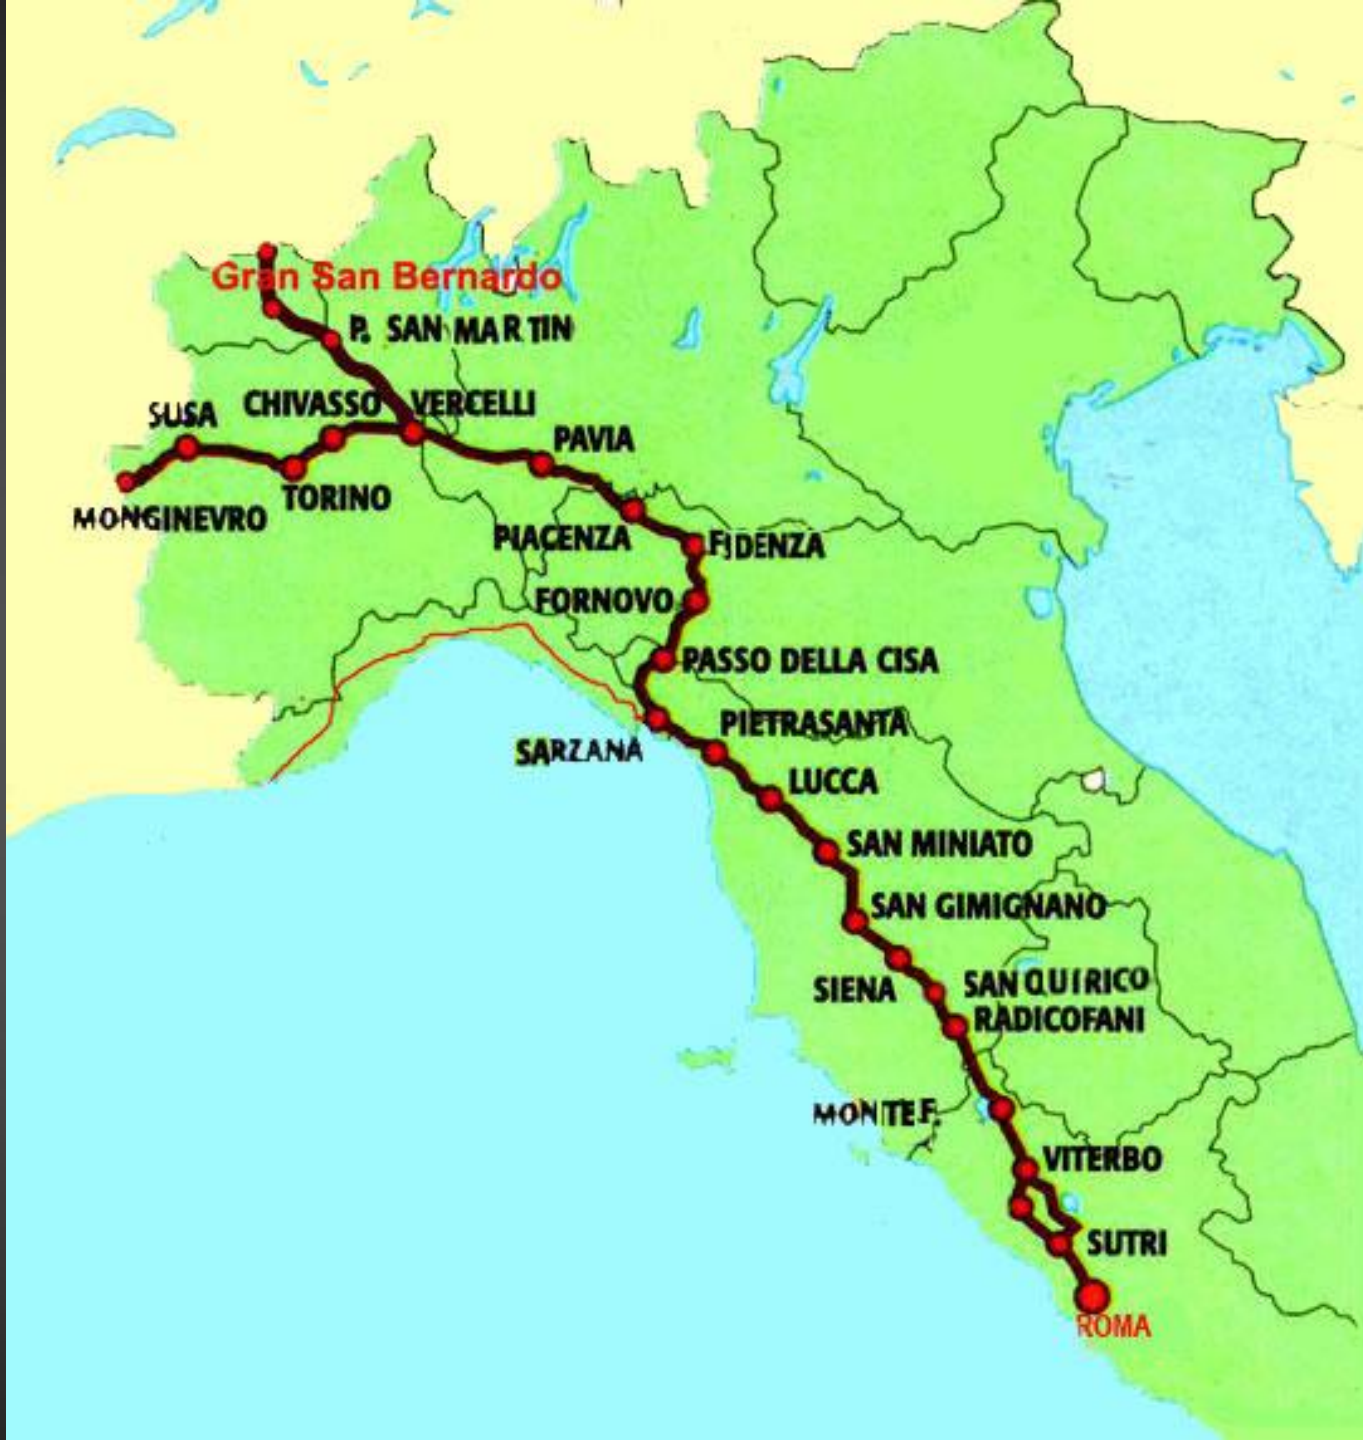 Gran San Bernardo
P. SAN MARTIN
CHIVASSO
VERCELLI
SUSA
PAVIA
TORINO
MONGINEVRO
PIACENZA
FIDENZA
FORNOVO
PASSO DELLA CISA
PIETRASANTA
SARZANA
LUCCA
SAN MINIATO
SAN GIMIGNANO
SIENA
SAN QUIRICO
RADICOFANI
MONTE F.
VITERBO
SUTRI
ROMA